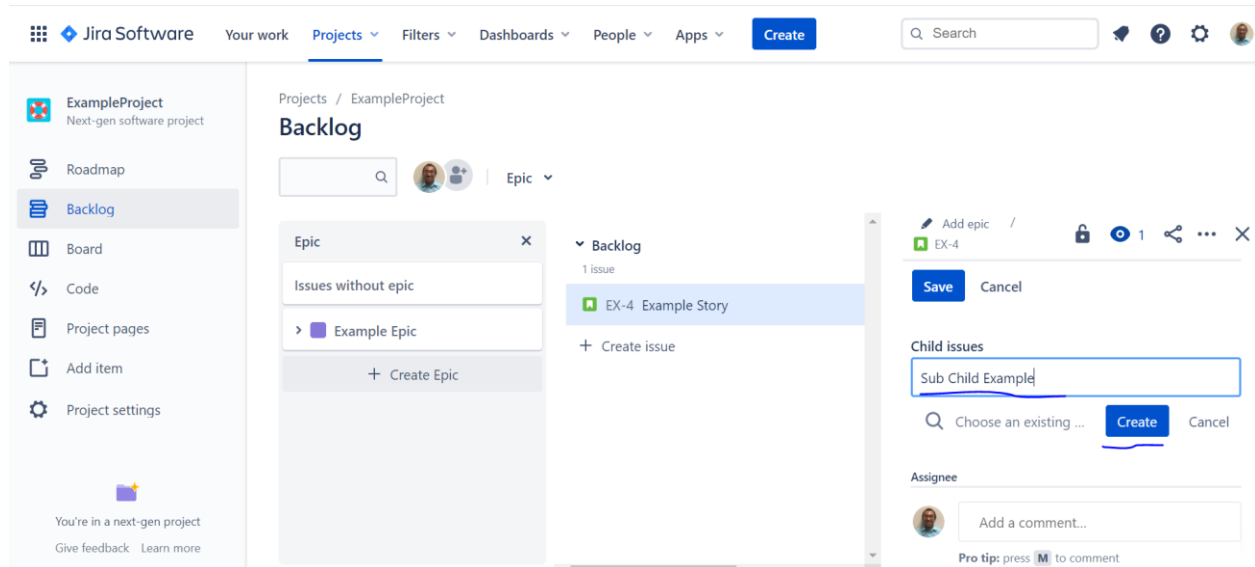 Jira Software Your work Projects Filters Dashboards People Apps Create Search
ExampleProject
Next-gen software project
Roadmap
Backlog
Board
Code
Project pages
Add item
Project settings
You're in a next-gen project
Give feedback Learn more
Projects / ExampleProject
Backlog
Epic
Epic
Issues without epic
Example Epic
+ Create Epic
Backlog
1 issue
EX-4 Example Story
+ Create issue
Add epic /
EX-4
1
Save Cancel
Child issues
Sub Child Example
Choose an existing ... Create Cancel
Assignee
Add a comment...
Pro tip: press M to comment